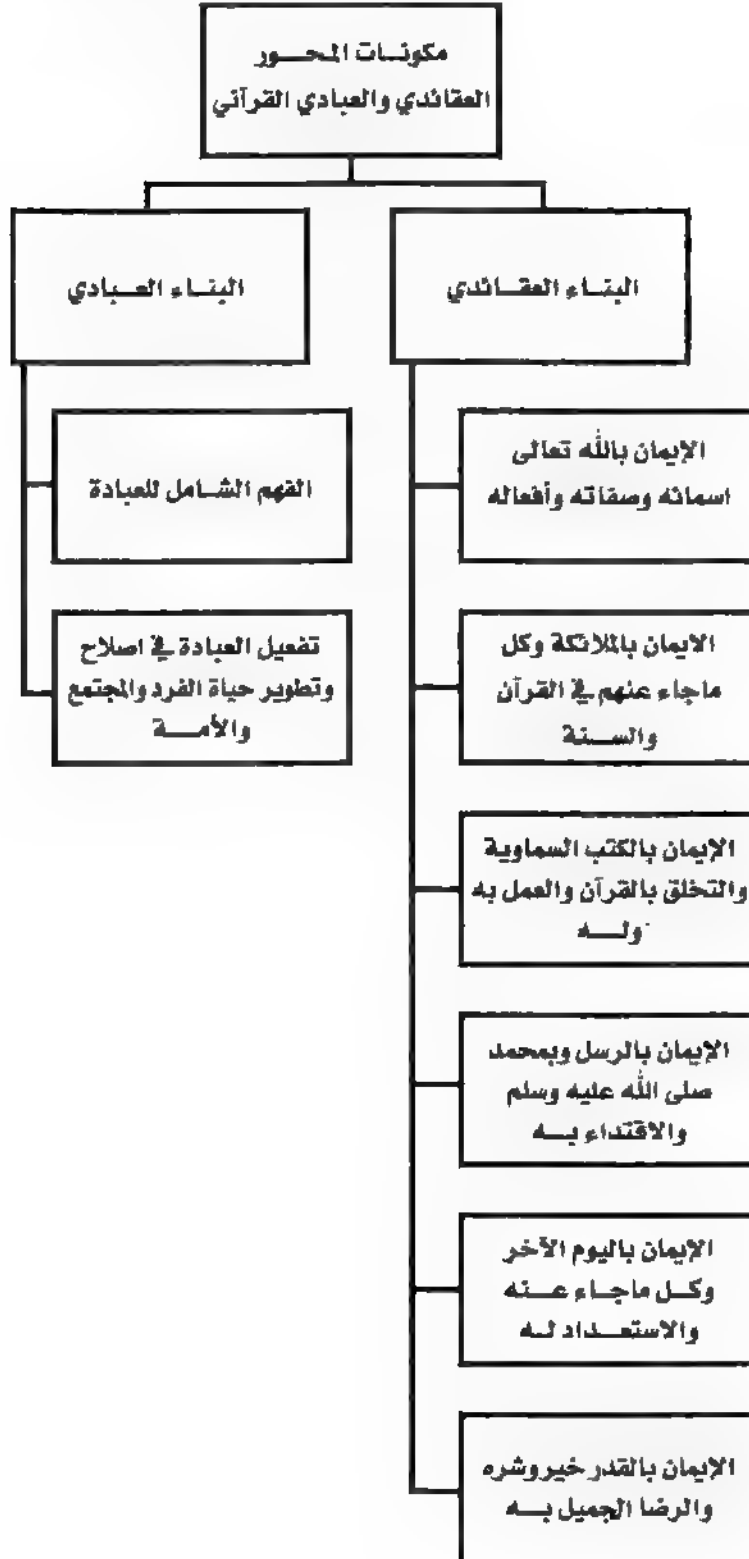 مكونات المحور
العقائدي والعبادي القرآني
البناء العقائدي
الإيمان بالله تعالى
اسمائه وصفاته وأفعاله
الايمان بالملائكة وكل
ماجاء عنهم في القرآن
والسنة
الإيمان بالكتب السماوية
والتخلق بالقرآن والعمل به
وله
الإيمان بالرسل وبمحمد
صلى الله عليه وسلم
والاقتداء به
الإيمان باليوم الآخر
وكل ماجاء عنه
والاستعداد له
الإيمان بالقدر خيره وشره
والرضا الجميل به
البناء العبادي
الفهم الشامل للعبادة
تفعيل العبادة في اصلاح
وتطوير حياة الفرد والمجتمع
والأمة